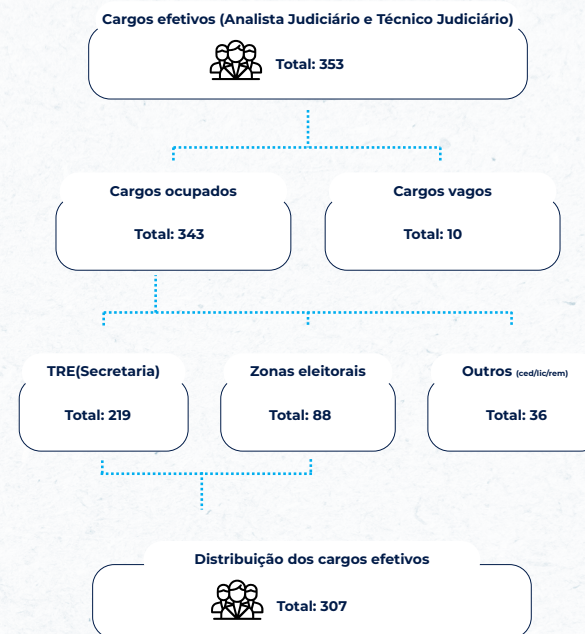 Cargos efetivos (Analista Judiciário e Técnico Judiciário)
Total: 353
Cargos ocupados
Total: 343
Cargos vagos
Total: 10
TRE(Secretaria)
Total: 219
Zonas eleitorais
Total: 88
Outros (ced/lic/rem)
Total: 36
Distribuição dos cargos efetivos
Total: 307